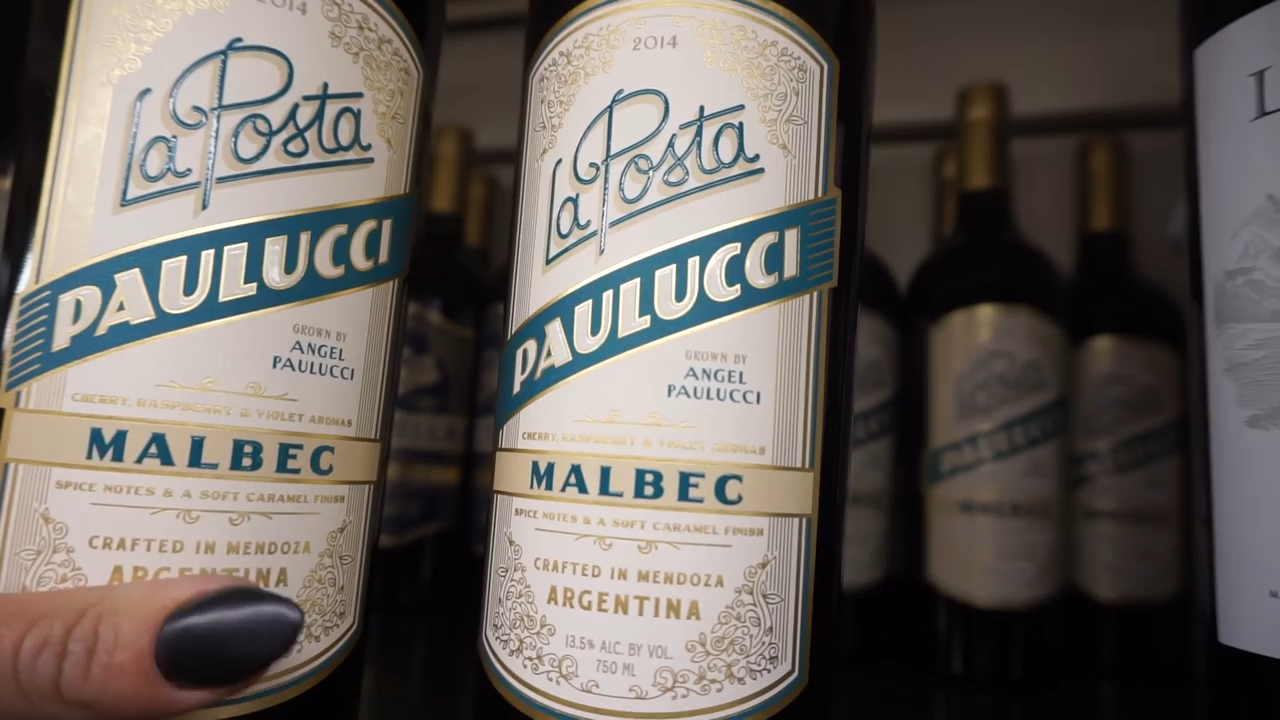 2014
La Posta
PAULUCCI
GROWN BY
ANGEL
PAULUCCI
CHERRY, RASPBERRY & VIOLET AROMAS
MALBEC
SPICE NOTES & A SOFT CARAMEL FINISH
CRAFTED IN MENDOZA
ARGENTINA
2014
La Posta
PAULUCCI
GROWN BY
ANGEL
PAULUCCI
CHERRY, RASPBERRY & VIOLET AROMAS
MALBEC
SPICE NOTES & A SOFT CARAMEL FINISH
CRAFTED IN MENDOZA
ARGENTINA
13.5% ALC. BY VOL.
750 ML
PAULUCCI